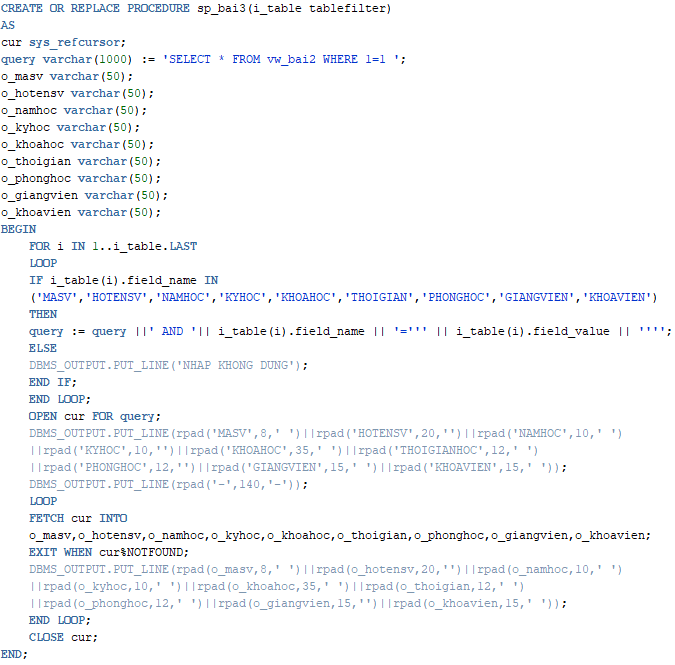 CREATE OR REPLACE PROCEDURE sp_bai3(i_table tablefilter)
AS
cur sys_refcursor;
query varchar(1000) := 'SELECT * FROM vw_bai2 WHERE 1=1 ';
o_masv varchar(50);
o_hotensv varchar(50);
o_namhoc varchar(50);
o_kyhoc varchar(50);
o_khoahoc varchar(50);
o_thoigian varchar(50);
o_phonghoc varchar(50);
o_giangvien varchar(50);
o_khoavien varchar(50);
BEGIN
FOR i IN 1..i_table.LAST
LOOP
IF i_table(i).field_name IN
('MASV','HOTENSV','NAMHOC','KYHOC','KHOAHOC','THOIGIAN','PHONGHOC','GIANGVIEN','KHOAVIEN')
THEN
query := query ||' AND '|| i_table(i).field_name || '=''' || i_table(i).field_value || '''';
ELSE
DBMS_OUTPUT.PUT_LINE('NHAP KHONG DUNG');
END IF;
END LOOP;
OPEN cur FOR query;
DBMS_OUTPUT.PUT_LINE(rpad('MASV',8,' ')||rpad('HOTENSV',20,'')||rpad('NAMHOC',10,' ')
||rpad('KYHOC',10,'')||rpad('KHOAHOC',35,' ')||rpad('THOIGIANHOC',12,' ')
||rpad('PHONGHOC',12,'')||rpad('GIANGVIEN',15,' ')||rpad('KHOAVIEN',15,' '));
DBMS_OUTPUT.PUT_LINE(rpad('-',140,'-'));
LOOP
FETCH cur INTO
o_masv,o_hotensv,o_namhoc,o_kyhoc,o_khoahoc,o_thoigian,o_phonghoc,o_giangvien,o_khoavien;
EXIT WHEN cur%NOTFOUND;
DBMS_OUTPUT.PUT_LINE(rpad(o_masv,8,' ')||rpad(o_hotensv,20,'')||rpad(o_namhoc,10,' ')
||rpad(o_kyhoc,10,' ')||rpad(o_khoahoc,35,' ')||rpad(o_thoigian,12,' ')
||rpad(o_phonghoc,12,' ')||rpad(o_giangvien,15,'')||rpad(o_khoavien,15,' '));
END LOOP;
CLOSE cur;
END;